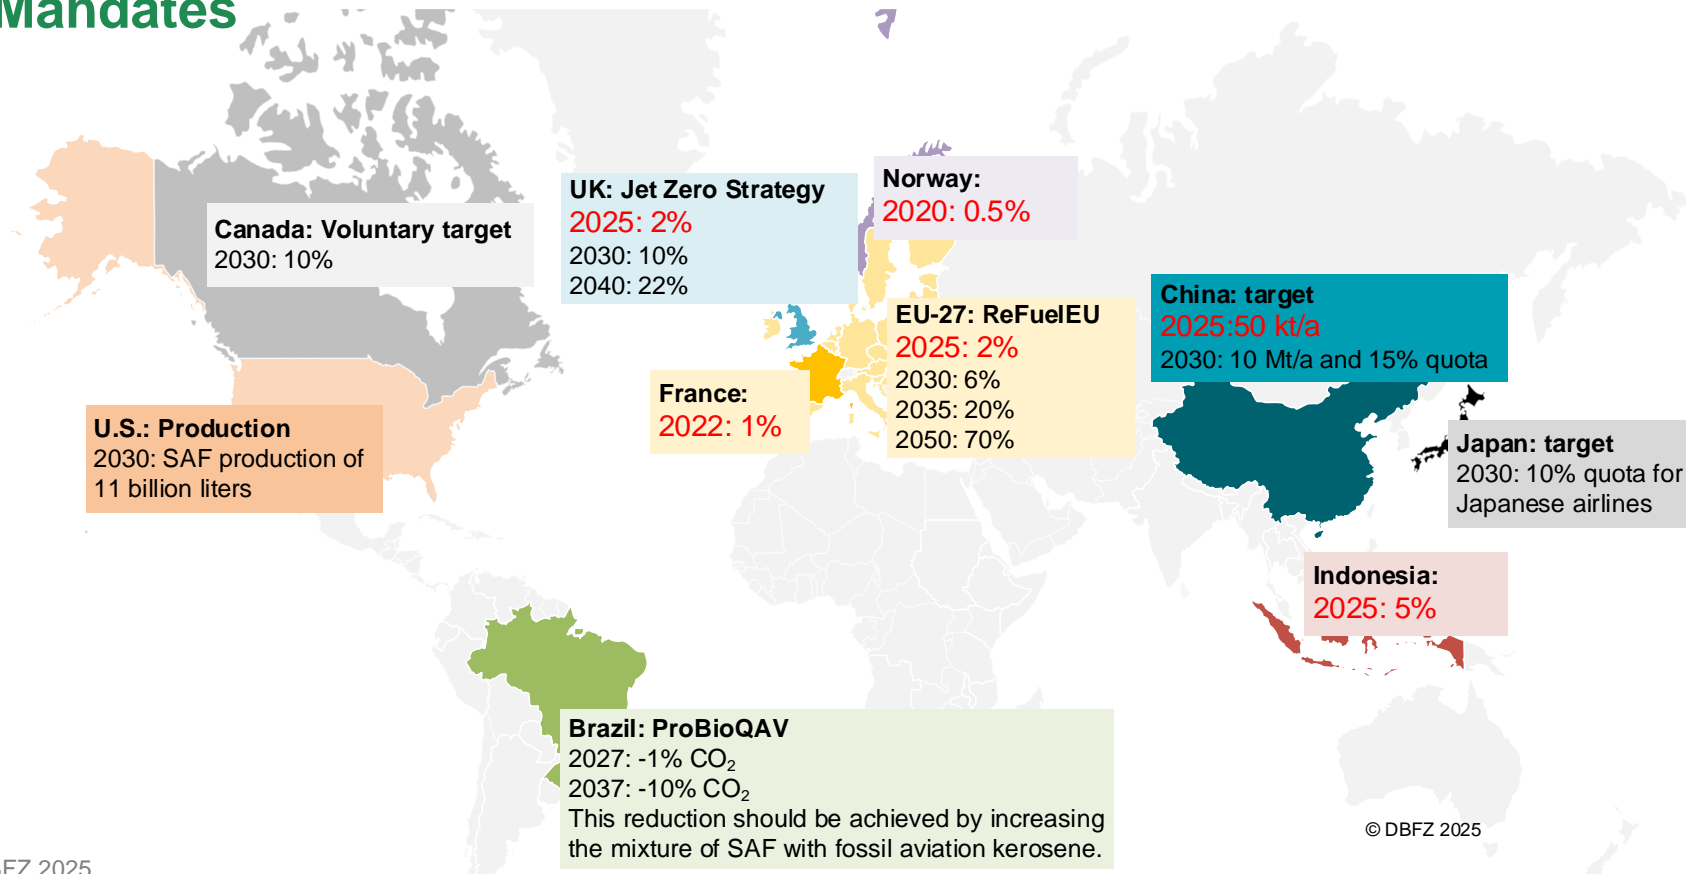 Mandates
Canada: Voluntary target
2030: 10%
UK: Jet Zero Strategy
2025: 2%
2030: 10%
2040: 22%
Norway:
2020: 0.5%
EU-27: ReFuelEU
2025: 2%
2030: 6%
2035: 20%
2050: 70%
France:
2022: 1%
China: target
2025:50 kt/a
2030: 10 Mt/a and 15% quota
U.S.: Production
2030: SAF production of
11 billion liters
Japan: target
2030: 10% quota for
Japanese airlines
Indonesia:
2025: 5%
Brazil: ProBioQAV
2027: -1% CO₂
2037: -10% CO₂
This reduction should be achieved by increasing
the mixture of SAF with fossil aviation kerosene.
© DBFZ 2025
2025